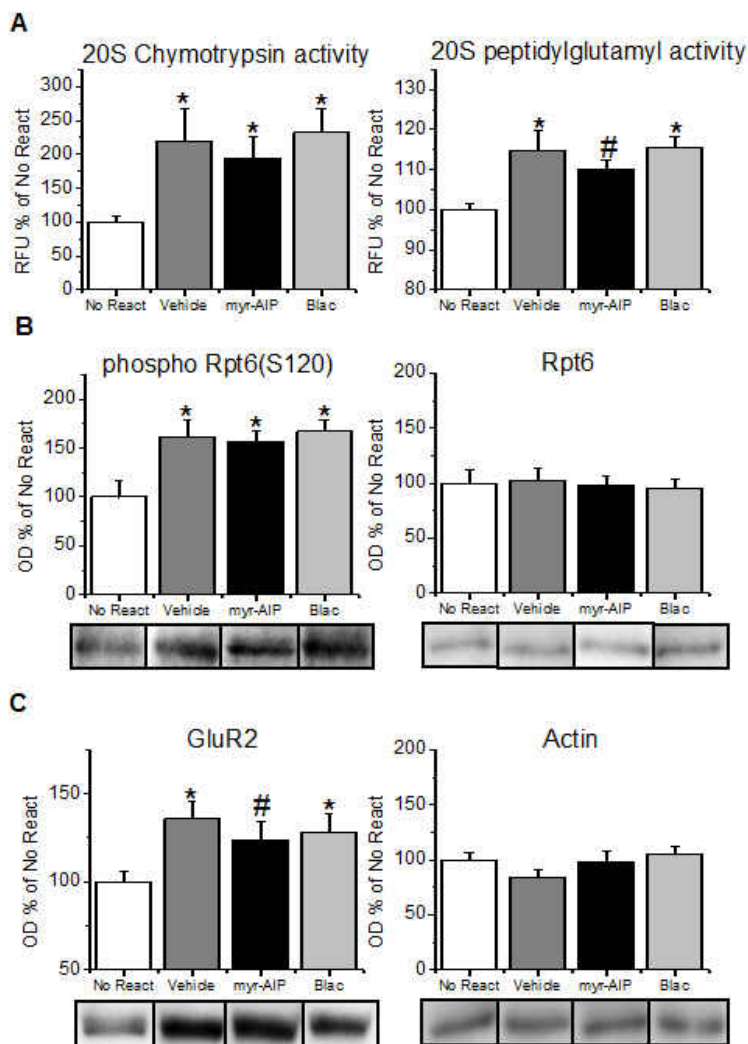 A
20S Chymotrypsin activity
20S peptidylglutamyl activity
RFU % of No React
300
250
200
150
100
50
0
*
*
*
No React Vehicle myr-AIP Blac
RFU % of No React
130
120
110
100
90
80
*
#
*
No React Vehicle myr-AIP Blac
B
phospho Rpt6(S120)
Rpt6
OD % of No React
200
150
100
50
0
*
*
*
No React Vehicle myr-AIP Blac
OD % of No React
200
150
100
50
0
No React Vehicle myr-AIP Blac
C
GluR2
Actin
OD % of No React
150
100
50
*
#
*
No React Vehicle myr-AIP Blac
OD % of No React
200
150
100
50
0
No React Vehicle myr-AIP Blac